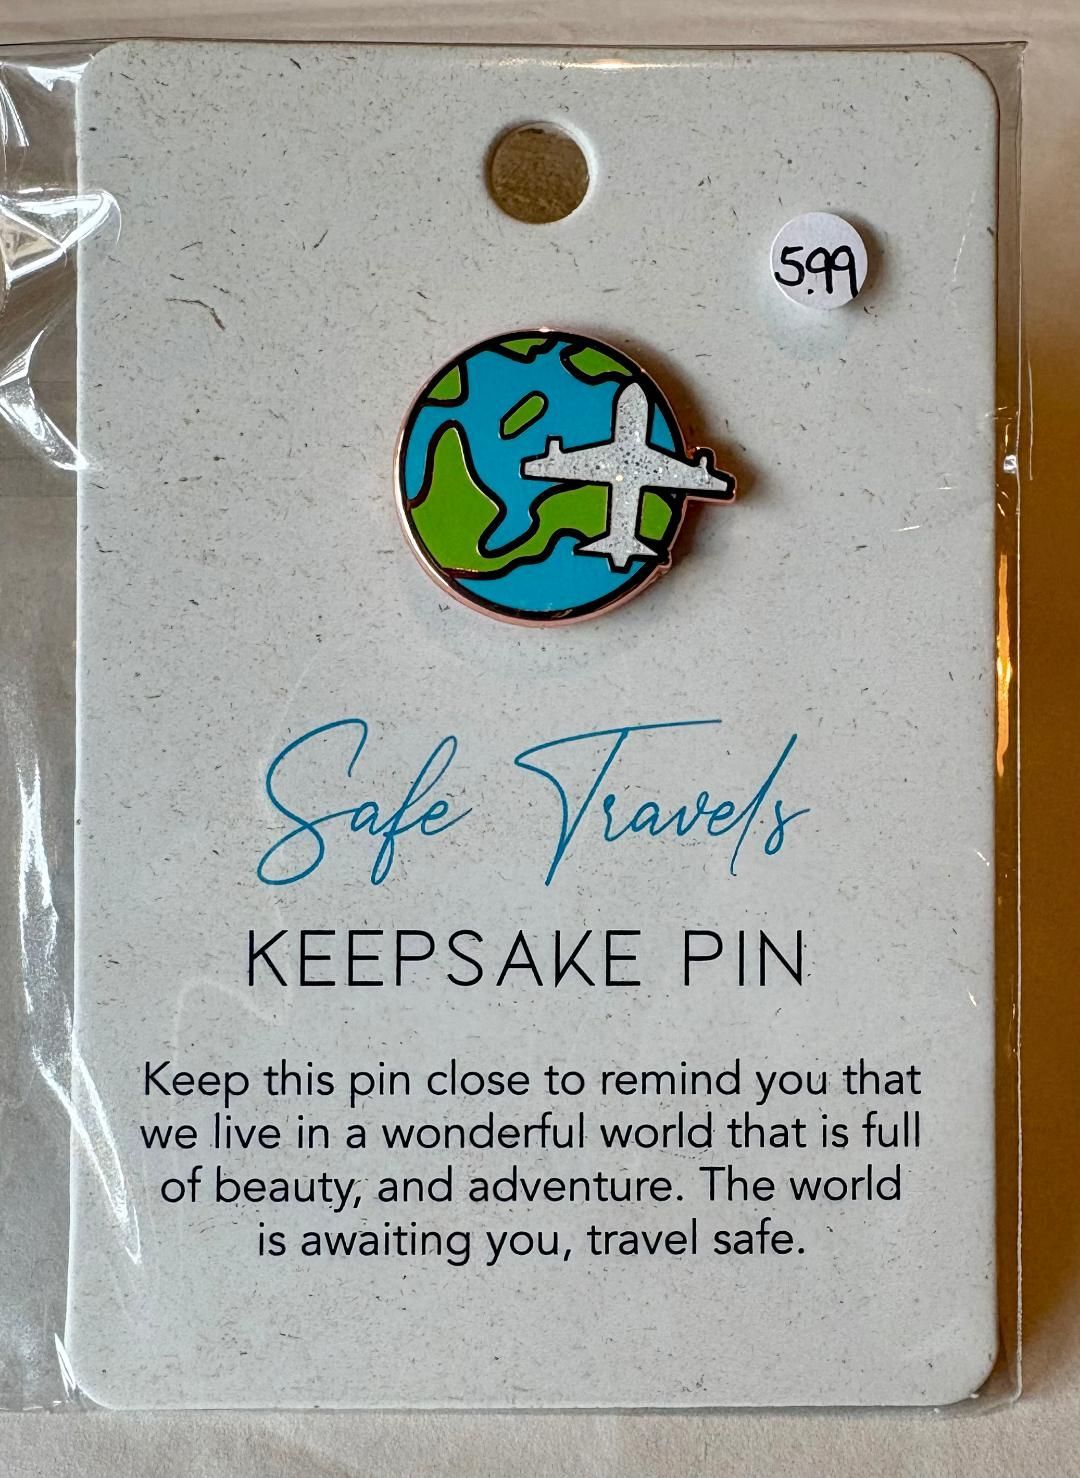 5.99
Safe Travels
KEEPSAKE PIN
Keep this pin close to remind you that
we live in a wonderful world that is full
of beauty, and adventure. The world
is awaiting you, travel safe.